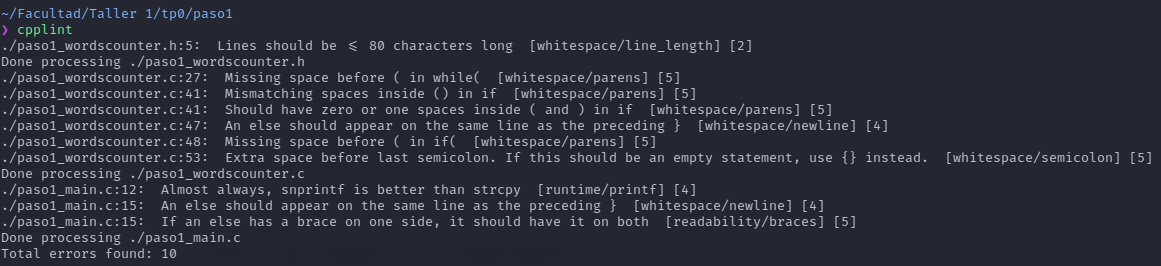 ~/Facultad/Taller 1/tp0/paso1
❯ cpplint
./paso1_wordscounter.h:5:  Lines should be <= 80 characters long  [whitespace/line_length] [2]
Done processing ./paso1_wordscounter.h
./paso1_wordscounter.c:27:  Missing space before ( in while(  [whitespace/parens] [5]
./paso1_wordscounter.c:41:  Mismatching spaces inside () in if  [whitespace/parens] [5]
./paso1_wordscounter.c:41:  Should have zero or one spaces inside ( and ) in if  [whitespace/parens] [5]
./paso1_wordscounter.c:47:  An else should appear on the same line as the preceding }  [whitespace/newline] [4]
./paso1_wordscounter.c:48:  Missing space before ( in if(  [whitespace/parens] [5]
./paso1_wordscounter.c:53:  Extra space before last semicolon. If this should be an empty statement, use {} instead.  [whitespace/semicolon] [5]
Done processing ./paso1_wordscounter.c
./paso1_main.c:12:  Almost always, snprintf is better than strcpy  [runtime/printf] [4]
./paso1_main.c:15:  An else should appear on the same line as the preceding }  [whitespace/newline] [4]
./paso1_main.c:15:  If an else has a brace on one side, it should have it on both  [readability/braces] [5]
Done processing ./paso1_main.c
Total errors found: 10